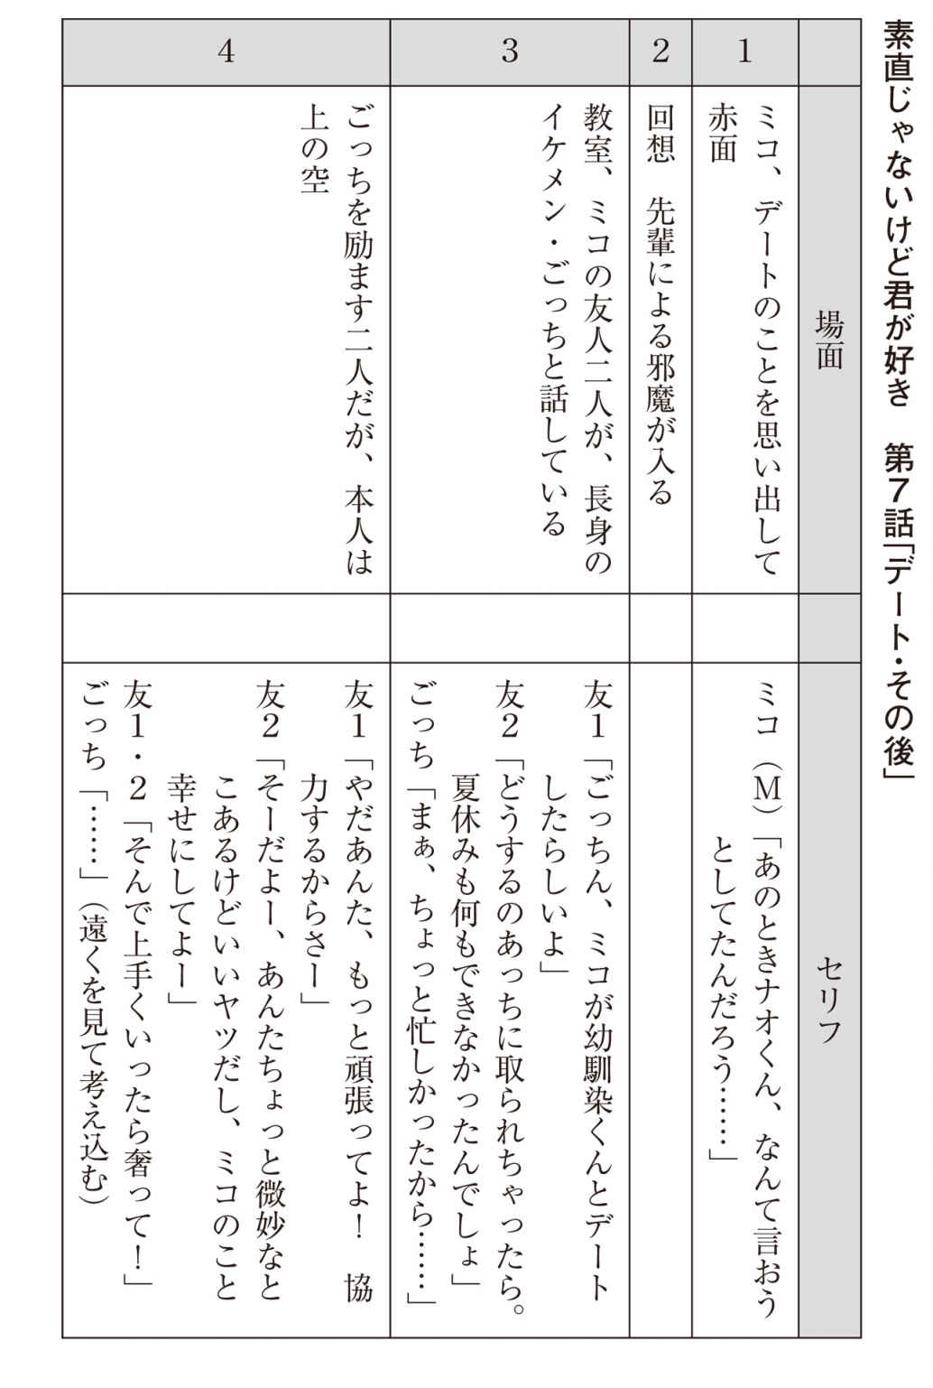 素直じゃないけど君が好き　第7話「デート・その後」
場面
セリフ
1
ミコ、デートのことを思い出して
赤面
ミコ（M）「あのときナオくん、なんて言おう
としてたんだろう……」
2
回想　先輩による邪魔が入る
3
教室、ミコの友人二人が、長身の
イケメン・ごっちと話している
友1「ごっちん、ミコが幼馴染くんとデート
したらしいよ」
友2「どうするのあっちに取られちゃったら。
夏休みも何もできなかったんでしょ」
ごっち「まぁ、ちょっと忙しかったから……」
4
ごっちを励ます二人だが、本人は
上の空
友1「やだあんた、もっと頑張ってよ！　協
力するからさー」
友2「そーだよー、あんたちょっと微妙なと
こあるけどいいヤツだし、ミコのこと
幸せにしてよー」
友1・2「そんで上手くいったら奢って！」
ごっち「……」（遠くを見て考え込む）